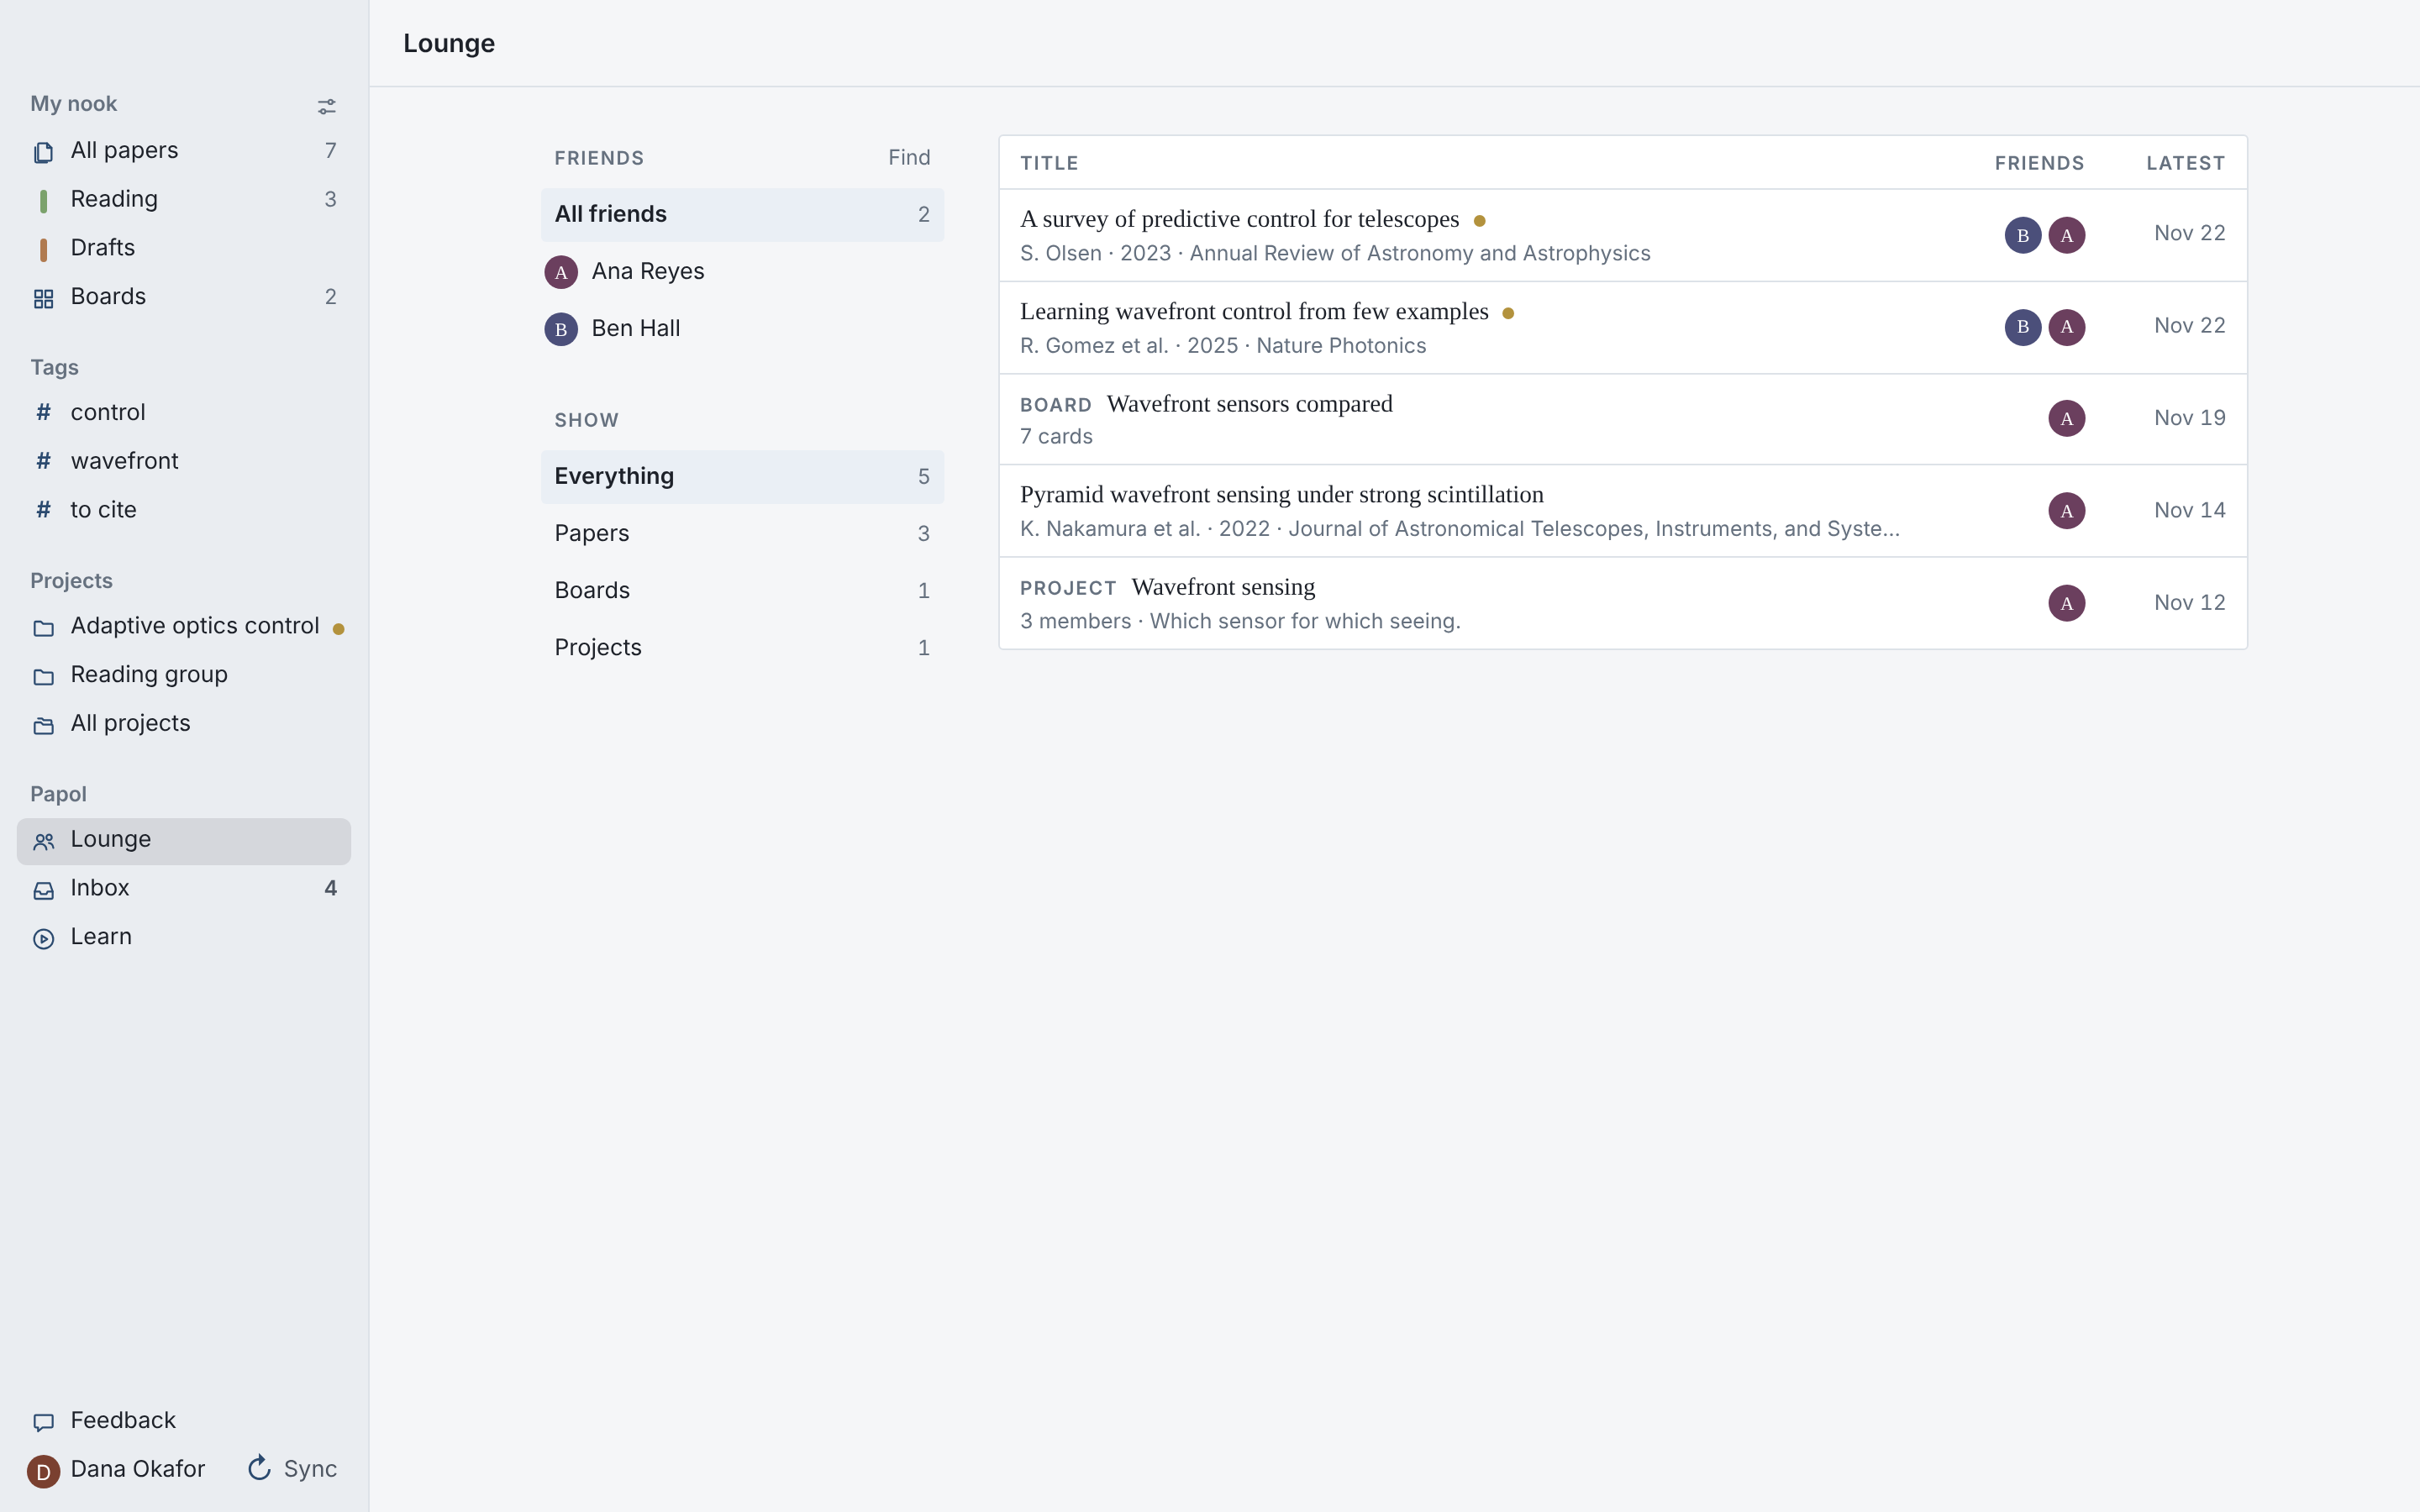 My nook
All papers 7
Reading 3
Drafts
Boards 2
Tags
# control
# wavefront
# to cite
Projects
Adaptive optics control
Reading group
All projects
Papol
Lounge
Inbox 4
Learn
Feedback
D Dana Okafor Sync
Lounge
FRIENDS Find
All friends 2
A Ana Reyes
B Ben Hall
SHOW
Everything 5
Papers 3
Boards 1
Projects 1
TITLE FRIENDS LATEST
A survey of predictive control for telescopes B A Nov 22
S. Olsen · 2023 · Annual Review of Astronomy and Astrophysics
Learning wavefront control from few examples B A Nov 22
R. Gomez et al. · 2025 · Nature Photonics
BOARD Wavefront sensors compared A Nov 19
7 cards
Pyramid wavefront sensing under strong scintillation A Nov 14
K. Nakamura et al. · 2022 · Journal of Astronomical Telescopes, Instruments, and Syste...
PROJECT Wavefront sensing A Nov 12
3 members · Which sensor for which seeing.